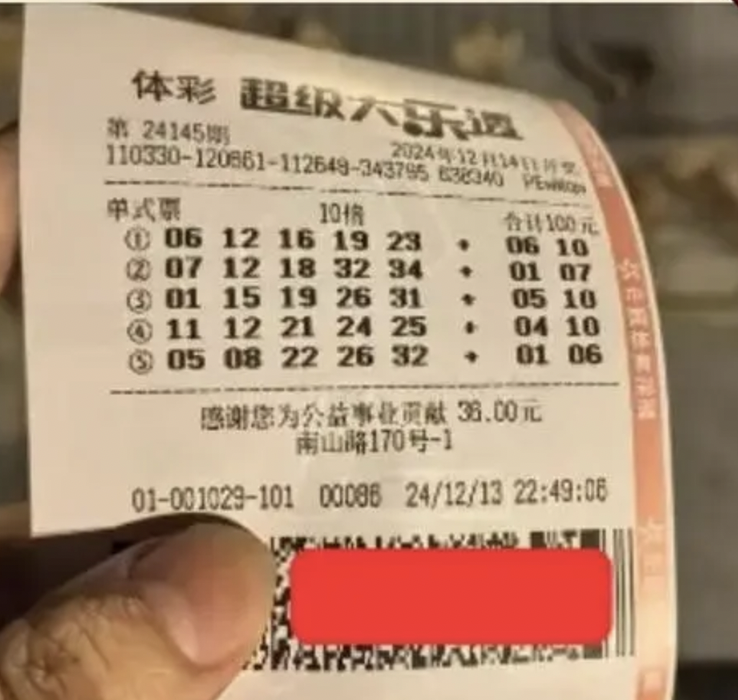 体彩 超级大乐透
第 24145期 2024年12月14日开奖
110330-120861-112649-343795 638340
单式票 10倍 合计100元
① 06 12 16 19 23 + 06 10
② 07 12 18 32 34 + 01 07
③ 01 15 19 26 31 + 05 10
④ 11 12 21 24 25 + 04 10
⑤ 05 08 22 26 32 + 01 06
感谢您为公益事业贡献 36.00元
南山路170号-1
01-001029-101 00086 24/12/13 22:49:06